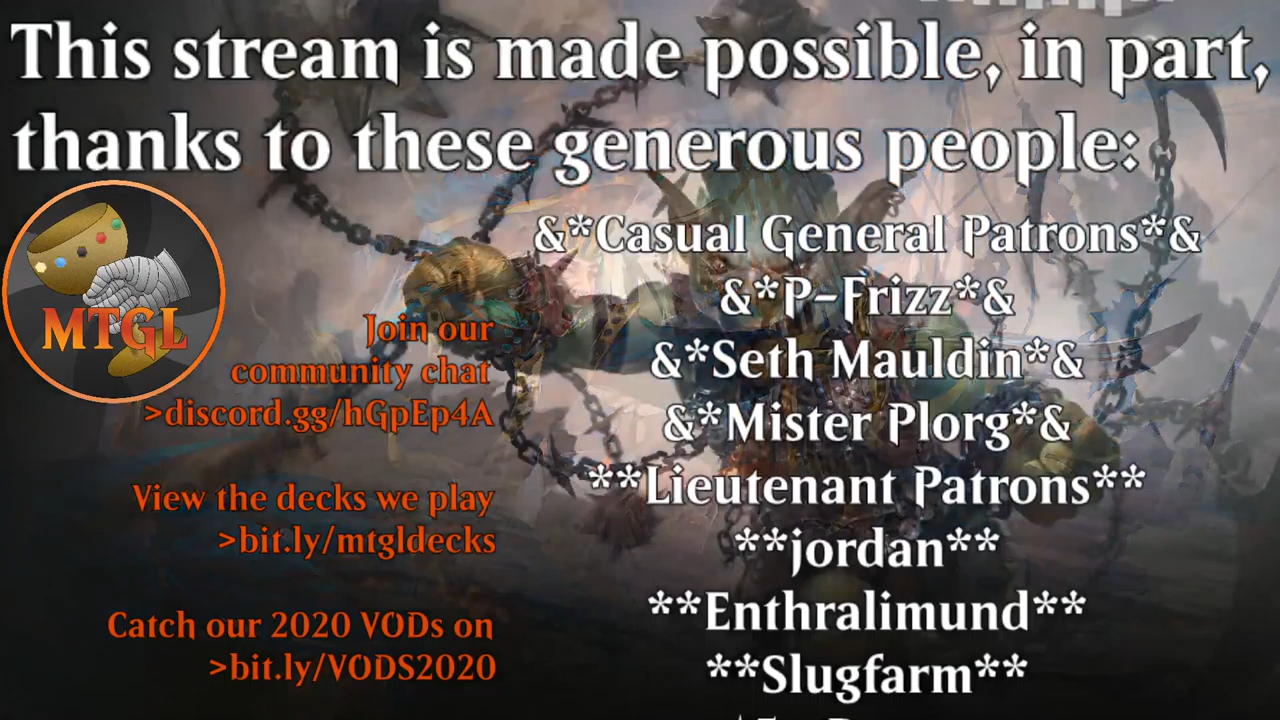 This stream is made possible, in part,
thanks to these generous people:
MTGL
Join our
community chat
>discord.gg/hGpEp4A
View the decks we play
>bit.ly/mtgldecks
Catch our 2020 VODs on
>bit.ly/VODS2020
&*Casual General Patrons*&
&*P-Frizz*&
&*Seth Mauldin*&
&*Mister Plorg*&
**Lieutenant Patrons**
**jordan**
**Enthralimund**
**Slugfarm**